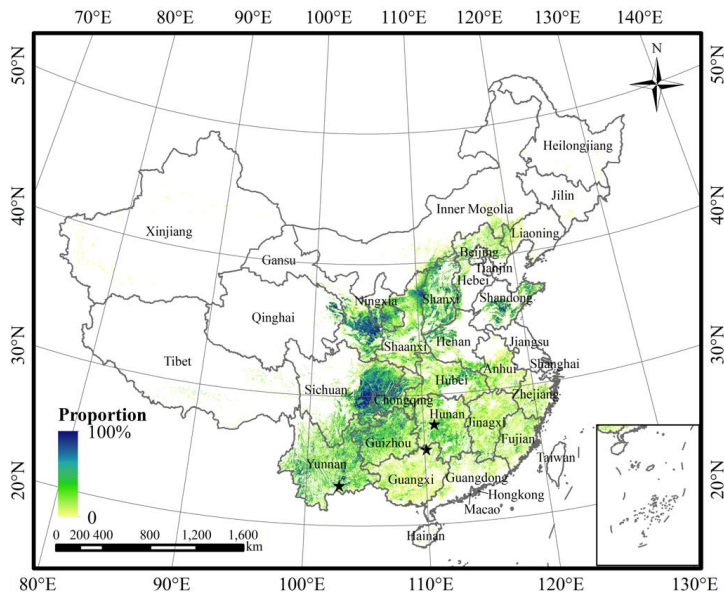 70°E 80°E 90°E 100°E 110°E 120°E 130°E 140°E
50°N 50°N
N
Heilongjiang
Jilin
40°N 40°N
Inner Mogolia
Liaoning
Xinjiang
Beijing
Gansu
Tianjin
Hebei
Ningxia Shanxi Shandong
Qinghai
30°N 30°N
Shaanxi Henan Jiangsu
Tibet
Shanghai
Anhui
Sichuan Hubei
Chongqing Zhejiang
Proportion
100%
Hunan Jinagxi
Guizhou Fujian
Taiwan
Yunnan
20°N 20°N
Guangxi Guangdong
0
Hongkong
Macao
0 200 400 800 1,200 1,600
km
Hainan
80°E 90°E 100°E 110°E 120°E 130°E